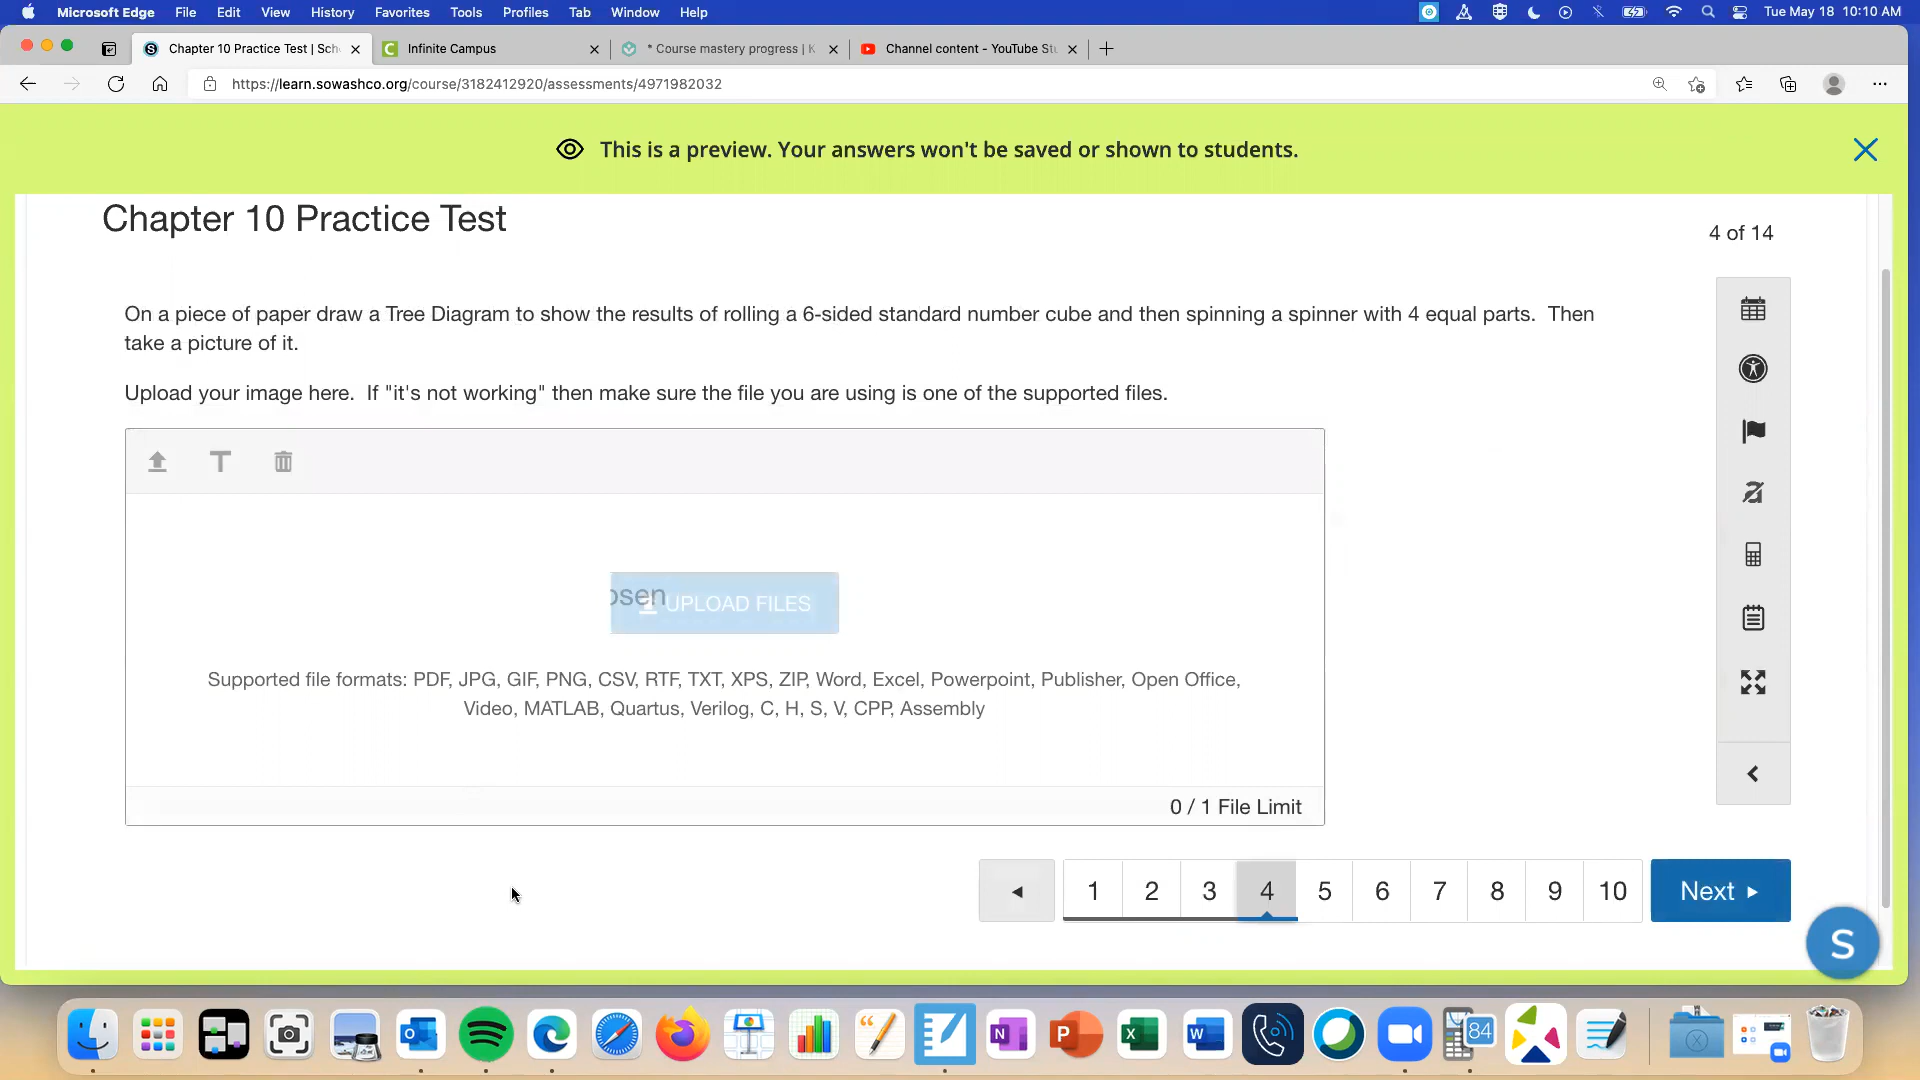 Microsoft Edge File Edit View History Favorites Tools Profiles Tab Window Help Tue May 18 10:10 AM
Chapter 10 Practice Test | Sch Infinite Campus * Course mastery progress | K Channel content - YouTube Stu
https://learn.sowashco.org/course/3182412920/assessments/4971982032
This is a preview. Your answers won't be saved or shown to students.
Chapter 10 Practice Test
4 of 14
On a piece of paper draw a Tree Diagram to show the results of rolling a 6-sided standard number cube and then spinning a spinner with 4 equal parts. Then
take a picture of it.
Upload your image here. If "it's not working" then make sure the file you are using is one of the supported files.
T
osen UPLOAD FILES
Supported file formats: PDF, JPG, GIF, PNG, CSV, RTF, TXT, XPS, ZIP, Word, Excel, Powerpoint, Publisher, Open Office,
Video, MATLAB, Quartus, Verilog, C, H, S, V, CPP, Assembly
0 / 1 File Limit
1 2 3 4 5 6 7 8 9 10 Next
S
N P X W 84 X